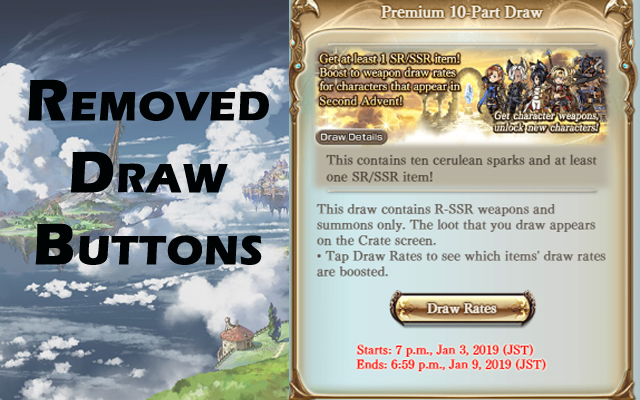 Removed
Draw
Buttons
Premium 10-Part Draw
Get at least 1 SR/SSR item!
Boost to weapon draw rates
for characters that appear in
Second Advent!
Get character weapons,
unlock new characters!
Draw Details
This contains ten cerulean sparks and at least
one SR/SSR item!
This draw contains R-SSR weapons and
summons only. The loot that you draw appears
on the Crate screen.
• Tap Draw Rates to see which items' draw rates
are boosted.
Draw Rates
Starts: 7 p.m., Jan 3, 2019 (JST)
Ends: 6:59 p.m., Jan 9, 2019 (JST)